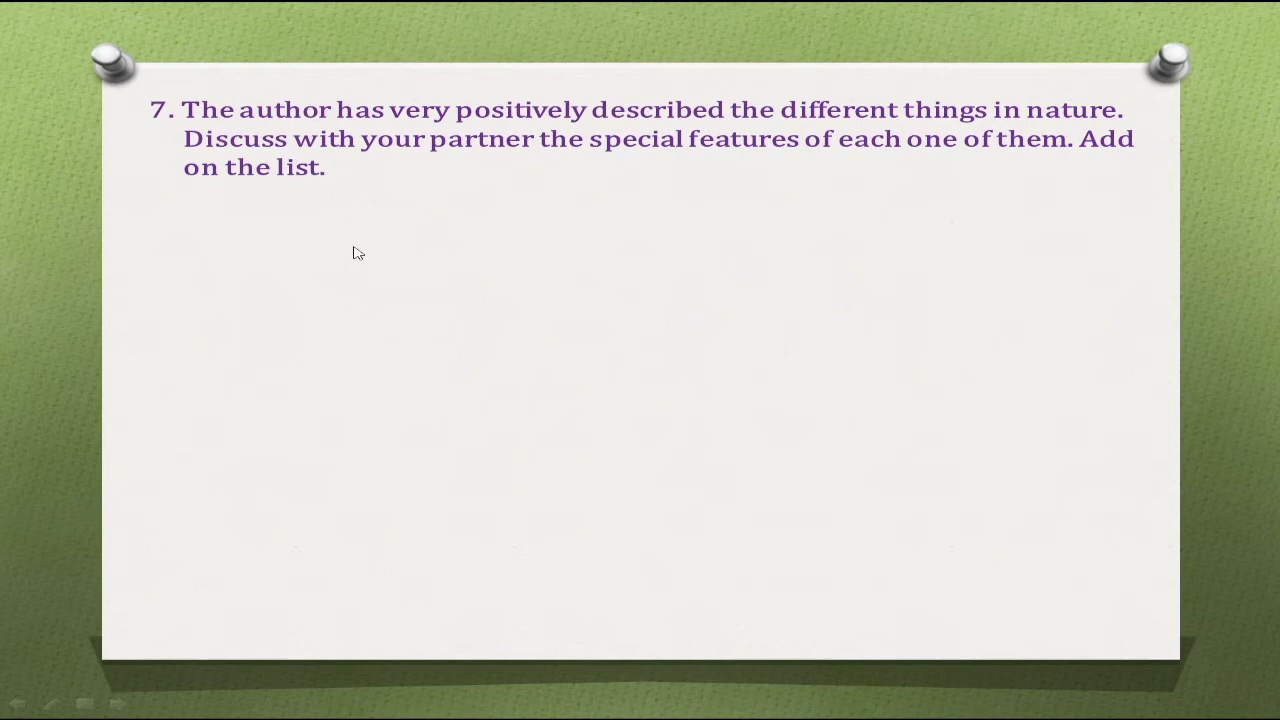 7. The author has very positively described the different things in nature.
Discuss with your partner the special features of each one of them. Add
on the list.